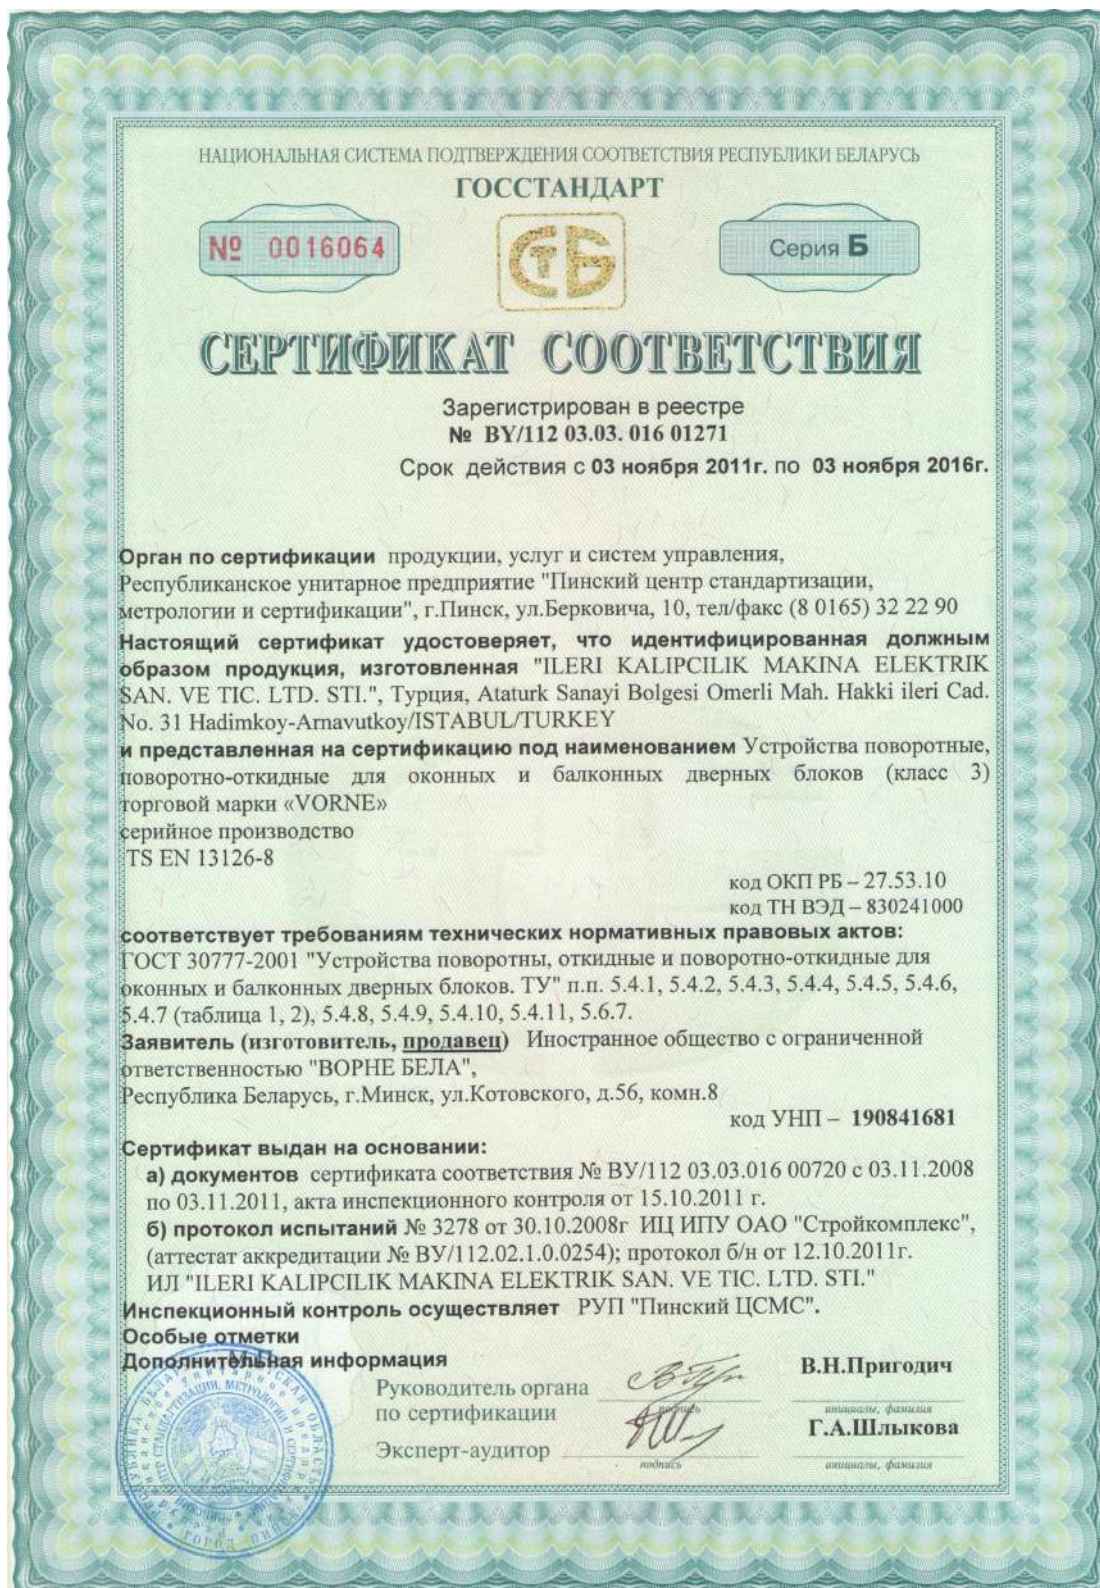 НАЦИОНАЛЬНАЯ СИСТЕМА ПОДТВЕРЖДЕНИЯ СООТВЕТСТВИЯ РЕСПУБЛИКИ БЕЛАРУСЬ
ГОССТАНДАРТ
№ 0016064
СТБ
Серия Б
СЕРТИФИКАТ СООТВЕТСТВИЯ
Зарегистрирован в реестре
№ BY/112 03.03. 016 01271
Срок действия с 03 ноября 2011г. по 03 ноября 2016г.
Орган по сертификации продукции, услуг и систем управления,
Республиканское унитарное предприятие "Пинский центр стандартизации,
метрологии и сертификации", г.Пинск, ул.Берковича, 10, тел/факс (8 0165) 32 22 90
Настоящий сертификат удостоверяет, что идентифицированная должным
образом продукция, изготовленная "ILERI KALIPCILIK MAKINA ELEKTRIK
SAN. VE TIC. LTD. STI.", Турция, Ataturk Sanayi Bolgesi Omerli Mah. Hakki ileri Cad.
No. 31 Hadimkoy-Arnavutkoy/ISTABUL/TURKEY
и представленная на сертификацию под наименованием Устройства поворотные,
поворотно-откидные для оконных и балконных дверных блоков (класс 3)
торговой марки «VORNE»
серийное производство
TS EN 13126-8
код ОКП РБ – 27.53.10
код ТН ВЭД – 830241000
соответствует требованиям технических нормативных правовых актов:
ГОСТ 30777-2001 "Устройства поворотны, откидные и поворотно-откидные для
оконных и балконных дверных блоков. ТУ" п.п. 5.4.1, 5.4.2, 5.4.3, 5.4.4, 5.4.5, 5.4.6,
5.4.7 (таблица 1, 2), 5.4.8, 5.4.9, 5.4.10, 5.4.11, 5.6.7.
Заявитель (изготовитель, продавец) Иностранное общество с ограниченной
ответственностью "ВОРНЕ БЕЛА",
Республика Беларусь, г.Минск, ул.Котовского, д.56, комн.8
код УНП – 190841681
Сертификат выдан на основании:
а) документов сертификата соответствия № BY/112 03.03.016 00720 с 03.11.2008
по 03.11.2011, акта инспекционного контроля от 15.10.2011 г.
б) протокол испытаний № 3278 от 30.10.2008г ИЦ ИПУ ОАО "Стройкомплекс",
(аттестат аккредитации № BY/112.02.1.0.0254); протокол б/н от 12.10.2011г.
ИЛ "ILERI KALIPCILIK MAKINA ELEKTRIK SAN. VE TIC. LTD. STI."
Инспекционный контроль осуществляет РУП "Пинский ЦСМС".
Особые отметки
Дополнительная информация
М.П.
В.Н.Пригодич
Руководитель органа
по сертификации
подпись
инициалы, фамилия
Г.А.Шлыкова
Эксперт-аудитор
подпись
инициалы, фамилия